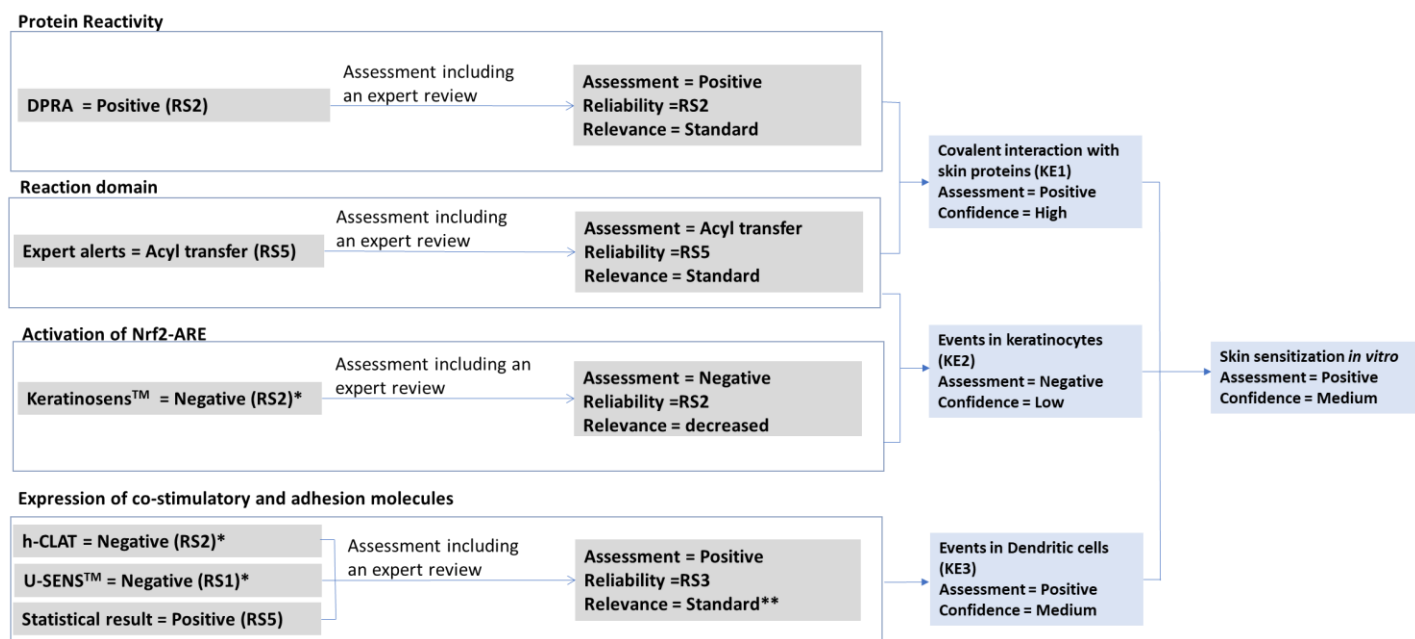 Protein Reactivity
DPRA = Positive (RS2)
Assessment including
an expert review
Assessment = Positive
Reliability =RS2
Relevance = Standard
Reaction domain
Expert alerts = Acyl transfer (RS5)
Assessment including
an expert review
Assessment = Acyl transfer
Reliability =RS5
Relevance = Standard
Covalent interaction with
skin proteins (KE1)
Assessment = Positive
Confidence = High
Activation of Nrf2-ARE
Keratinosens™ = Negative (RS2)*
Assessment including an
expert review
Assessment = Negative
Reliability =RS2
Relevance = decreased
Events in keratinocytes
(KE2)
Assessment = Negative
Confidence = Low
Skin sensitization in vitro
Assessment = Positive
Confidence = Medium
Expression of co-stimulatory and adhesion molecules
h-CLAT = Negative (RS2)*
U-SENS™ = Negative (RS1)*
Statistical result = Positive (RS5)
Assessment including
an expert review
Assessment = Positive
Reliability =RS3
Relevance = Standard**
Events in Dendritic cells
(KE3)
Assessment = Positive
Confidence = Medium